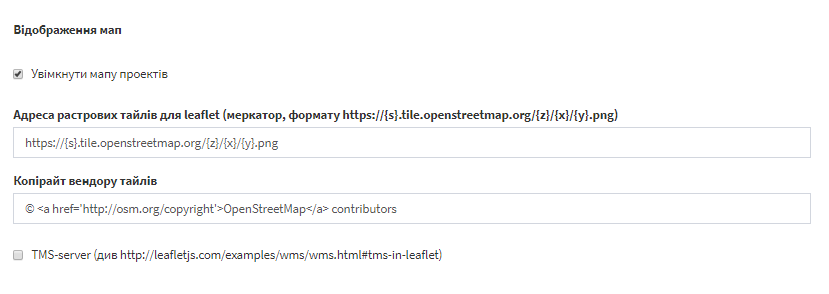 Відображення мап
Увімкнути мапу проектів
Адреса растрових тайлів для leaflet (меркатор, формату https://{s}.tile.openstreetmap.org/{z}/{x}/{y}.png)
https://{s}.tile.openstreetmap.org/{z}/{x}/{y}.png
Копірайт вендору тайлів
© <a href='http://osm.org/copyright'>OpenStreetMap</a> contributors
TMS-server (див http://leafletjs.com/examples/wms/wms.html#tms-in-leaflet)